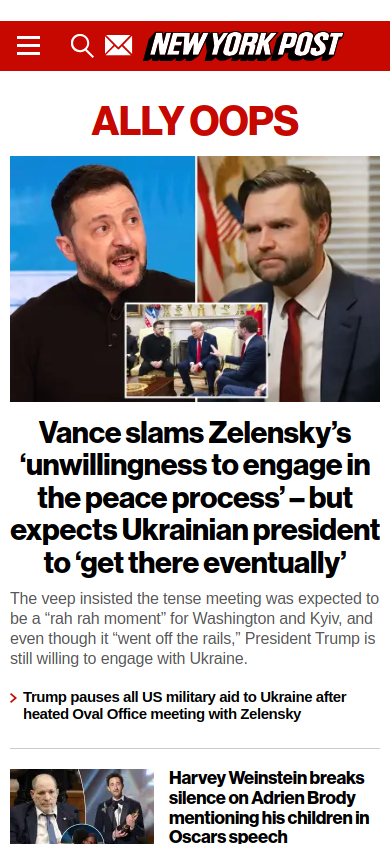 NEW YORK POST
ALLY OOPS
Vance slams Zelensky’s
‘unwillingness to engage in
the peace process’ – but
expects Ukrainian president
to ‘get there eventually’
The veep insisted the tense meeting was expected to
be a “rah rah moment” for Washington and Kyiv, and
even though it “went off the rails,” President Trump is
still willing to engage with Ukraine.
Trump pauses all US military aid to Ukraine after
heated Oval Office meeting with Zelensky
Harvey Weinstein breaks
silence on Adrien Brody
mentioning his children in
Oscars speech